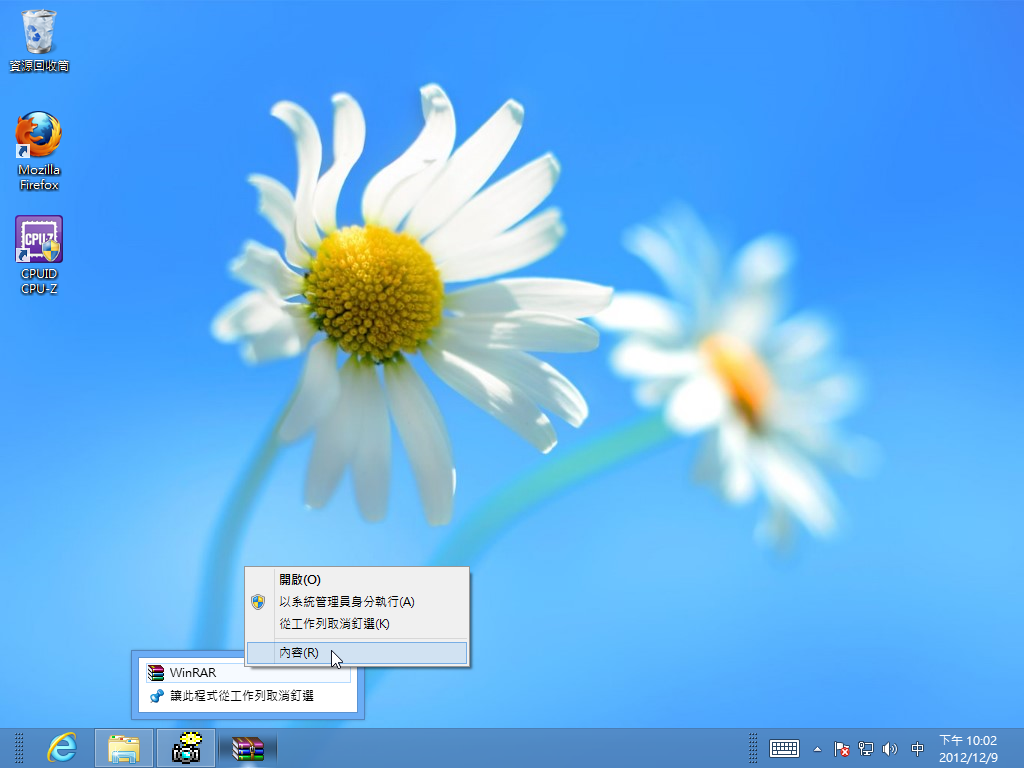 資源回收筒
Mozilla
Firefox
CPU-Z
CPUID
CPU-Z
開啟(O)
以系統管理員身分執行(A)
從工作列取消釘選(K)
內容(R)
WinRAR
讓此程式從工作列取消釘選
中
下午 10:02
2012/12/9